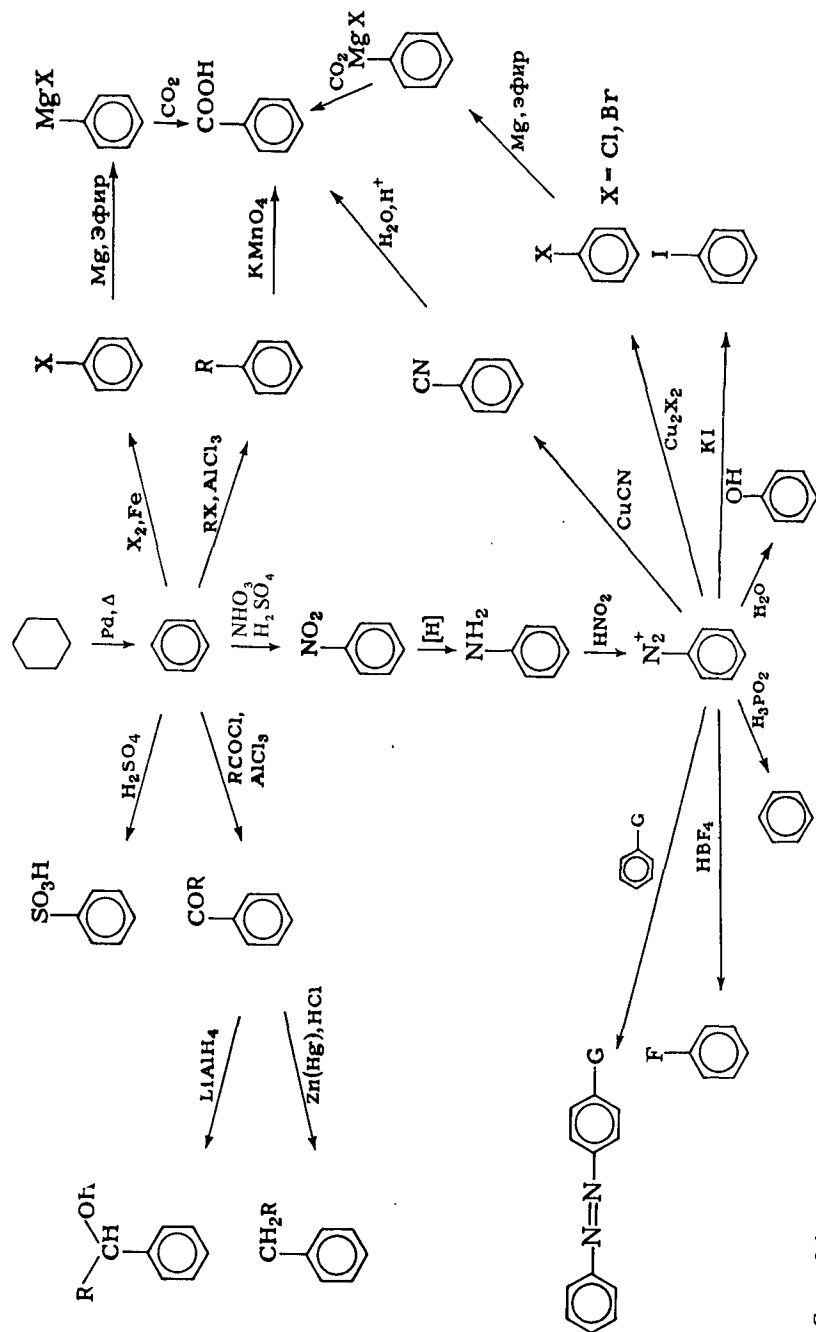 MgX
CO₂
COOH
CO₂
MgX
Mg, эфир
KMnO₄
H₂O, H⁺
Mg, эфир
X = Cl, Br
X
R
CN
X
I
X₂, Fe
RX, AlCl₃
CuCN
Cu₂X₂
KI
OH
Pd, Δ
NHO₃
H₂SO₄
NO₂
[H]
NH₂
HNO₂
N₂⁺
H₂O
H₃PO₂
H₂SO₄
RCOCl,
AlCl₃
G
HBF₄
SO₃H
COR
LiAlH₄
Zn(Hg), HCl
F
R
CH
OH
CH₂R
N=N
G